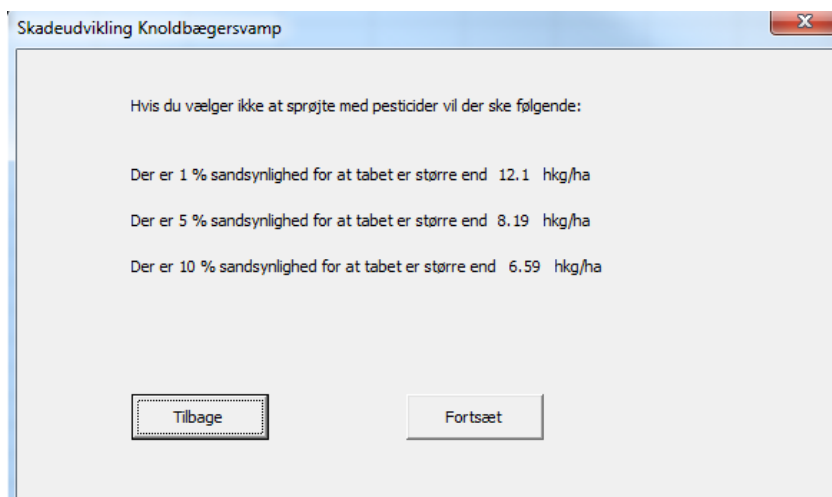 Skadeudvikling Knoldbægersvamp
Hvis du vælger ikke at sprøjte med pesticider vil der ske følgende:
Der er 1 % sandsynlighed for at tabet er større end 12.1 hkg/ha
Der er 5 % sandsynlighed for at tabet er større end 8.19 hkg/ha
Der er 10 % sandsynlighed for at tabet er større end 6.59 hkg/ha
Tilbage Fortsæt